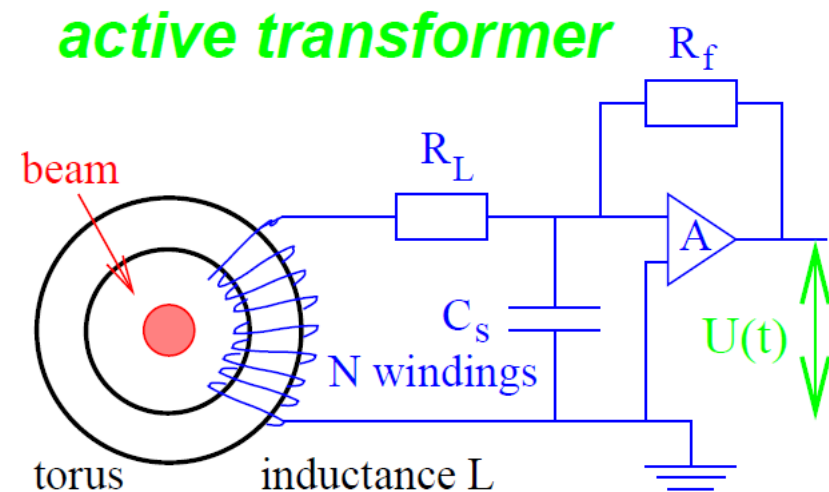 active transformer
R_f
R_L
beam
A
C_s
U(t)
N windings
torus
inductance L